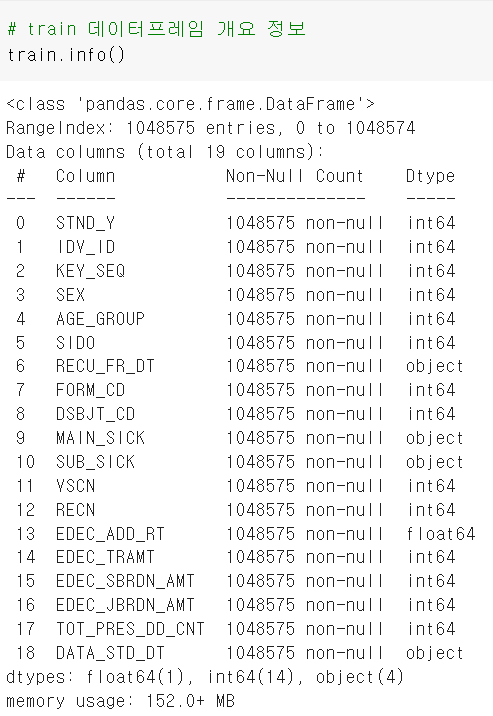 # train 데이터프레임 개요 정보
train.info()
<class 'pandas.core.frame.DataFrame'>
RangeIndex: 1048575 entries, 0 to 1048574
Data columns (total 19 columns):
 #   Column            Non-Null Count    Dtype
---  ------            --------------    -----
 0   STND_Y            1048575 non-null  int64
 1   IDV_ID            1048575 non-null  int64
 2   KEY_SEQ           1048575 non-null  int64
 3   SEX               1048575 non-null  int64
 4   AGE_GROUP         1048575 non-null  int64
 5   SIDO              1048575 non-null  int64
 6   RECU_FR_DT        1048575 non-null  object
 7   FORM_CD           1048575 non-null  int64
 8   DSBJT_CD          1048575 non-null  int64
 9   MAIN_SICK         1048575 non-null  object
 10  SUB_SICK          1048575 non-null  object
 11  VSCN              1048575 non-null  int64
 12  RECN              1048575 non-null  int64
 13  EDEC_ADD_RT       1048575 non-null  float64
 14  EDEC_TRAMT        1048575 non-null  int64
 15  EDEC_SBRDN_AMT    1048575 non-null  int64
 16  EDEC_JBRDN_AMT    1048575 non-null  int64
 17  TOT_PRES_DD_CNT   1048575 non-null  int64
 18  DATA_STD_DT       1048575 non-null  object
dtypes: float64(1), int64(14), object(4)
memory usage: 152.0+ MB